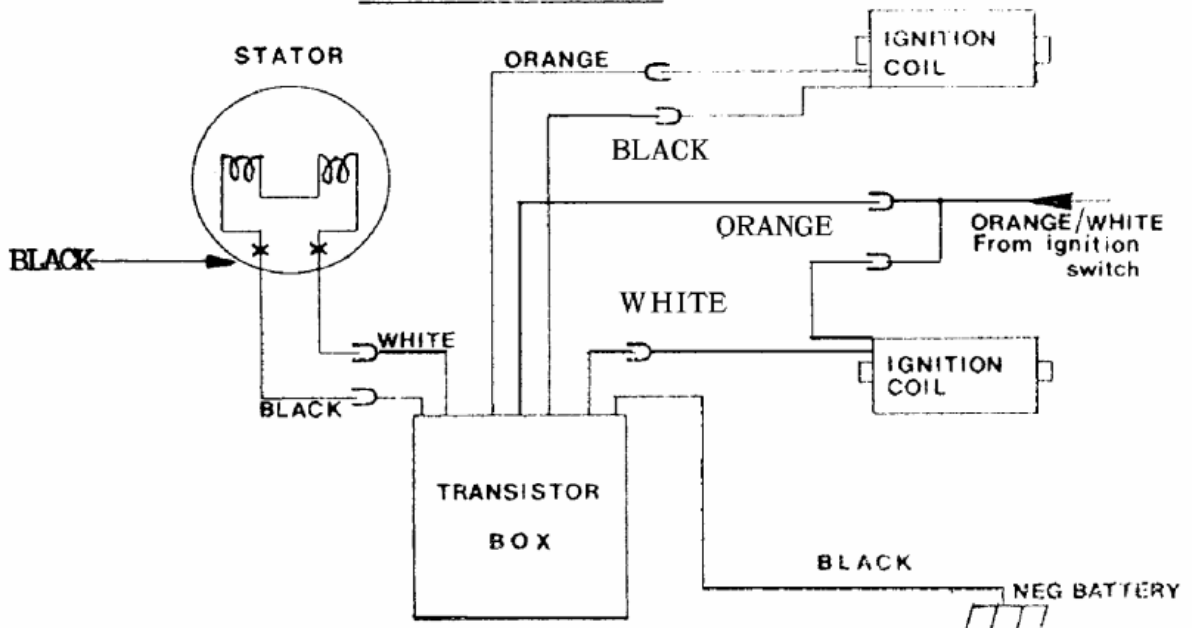 STATOR
ORANGE
IGNITION
COIL
BLACK
ORANGE
ORANGE/WHITE
From ignition
switch
BLACK
WHITE
WHITE
IGNITION
COIL
BLACK
TRANSISTOR
BOX
BLACK
NEG BATTERY